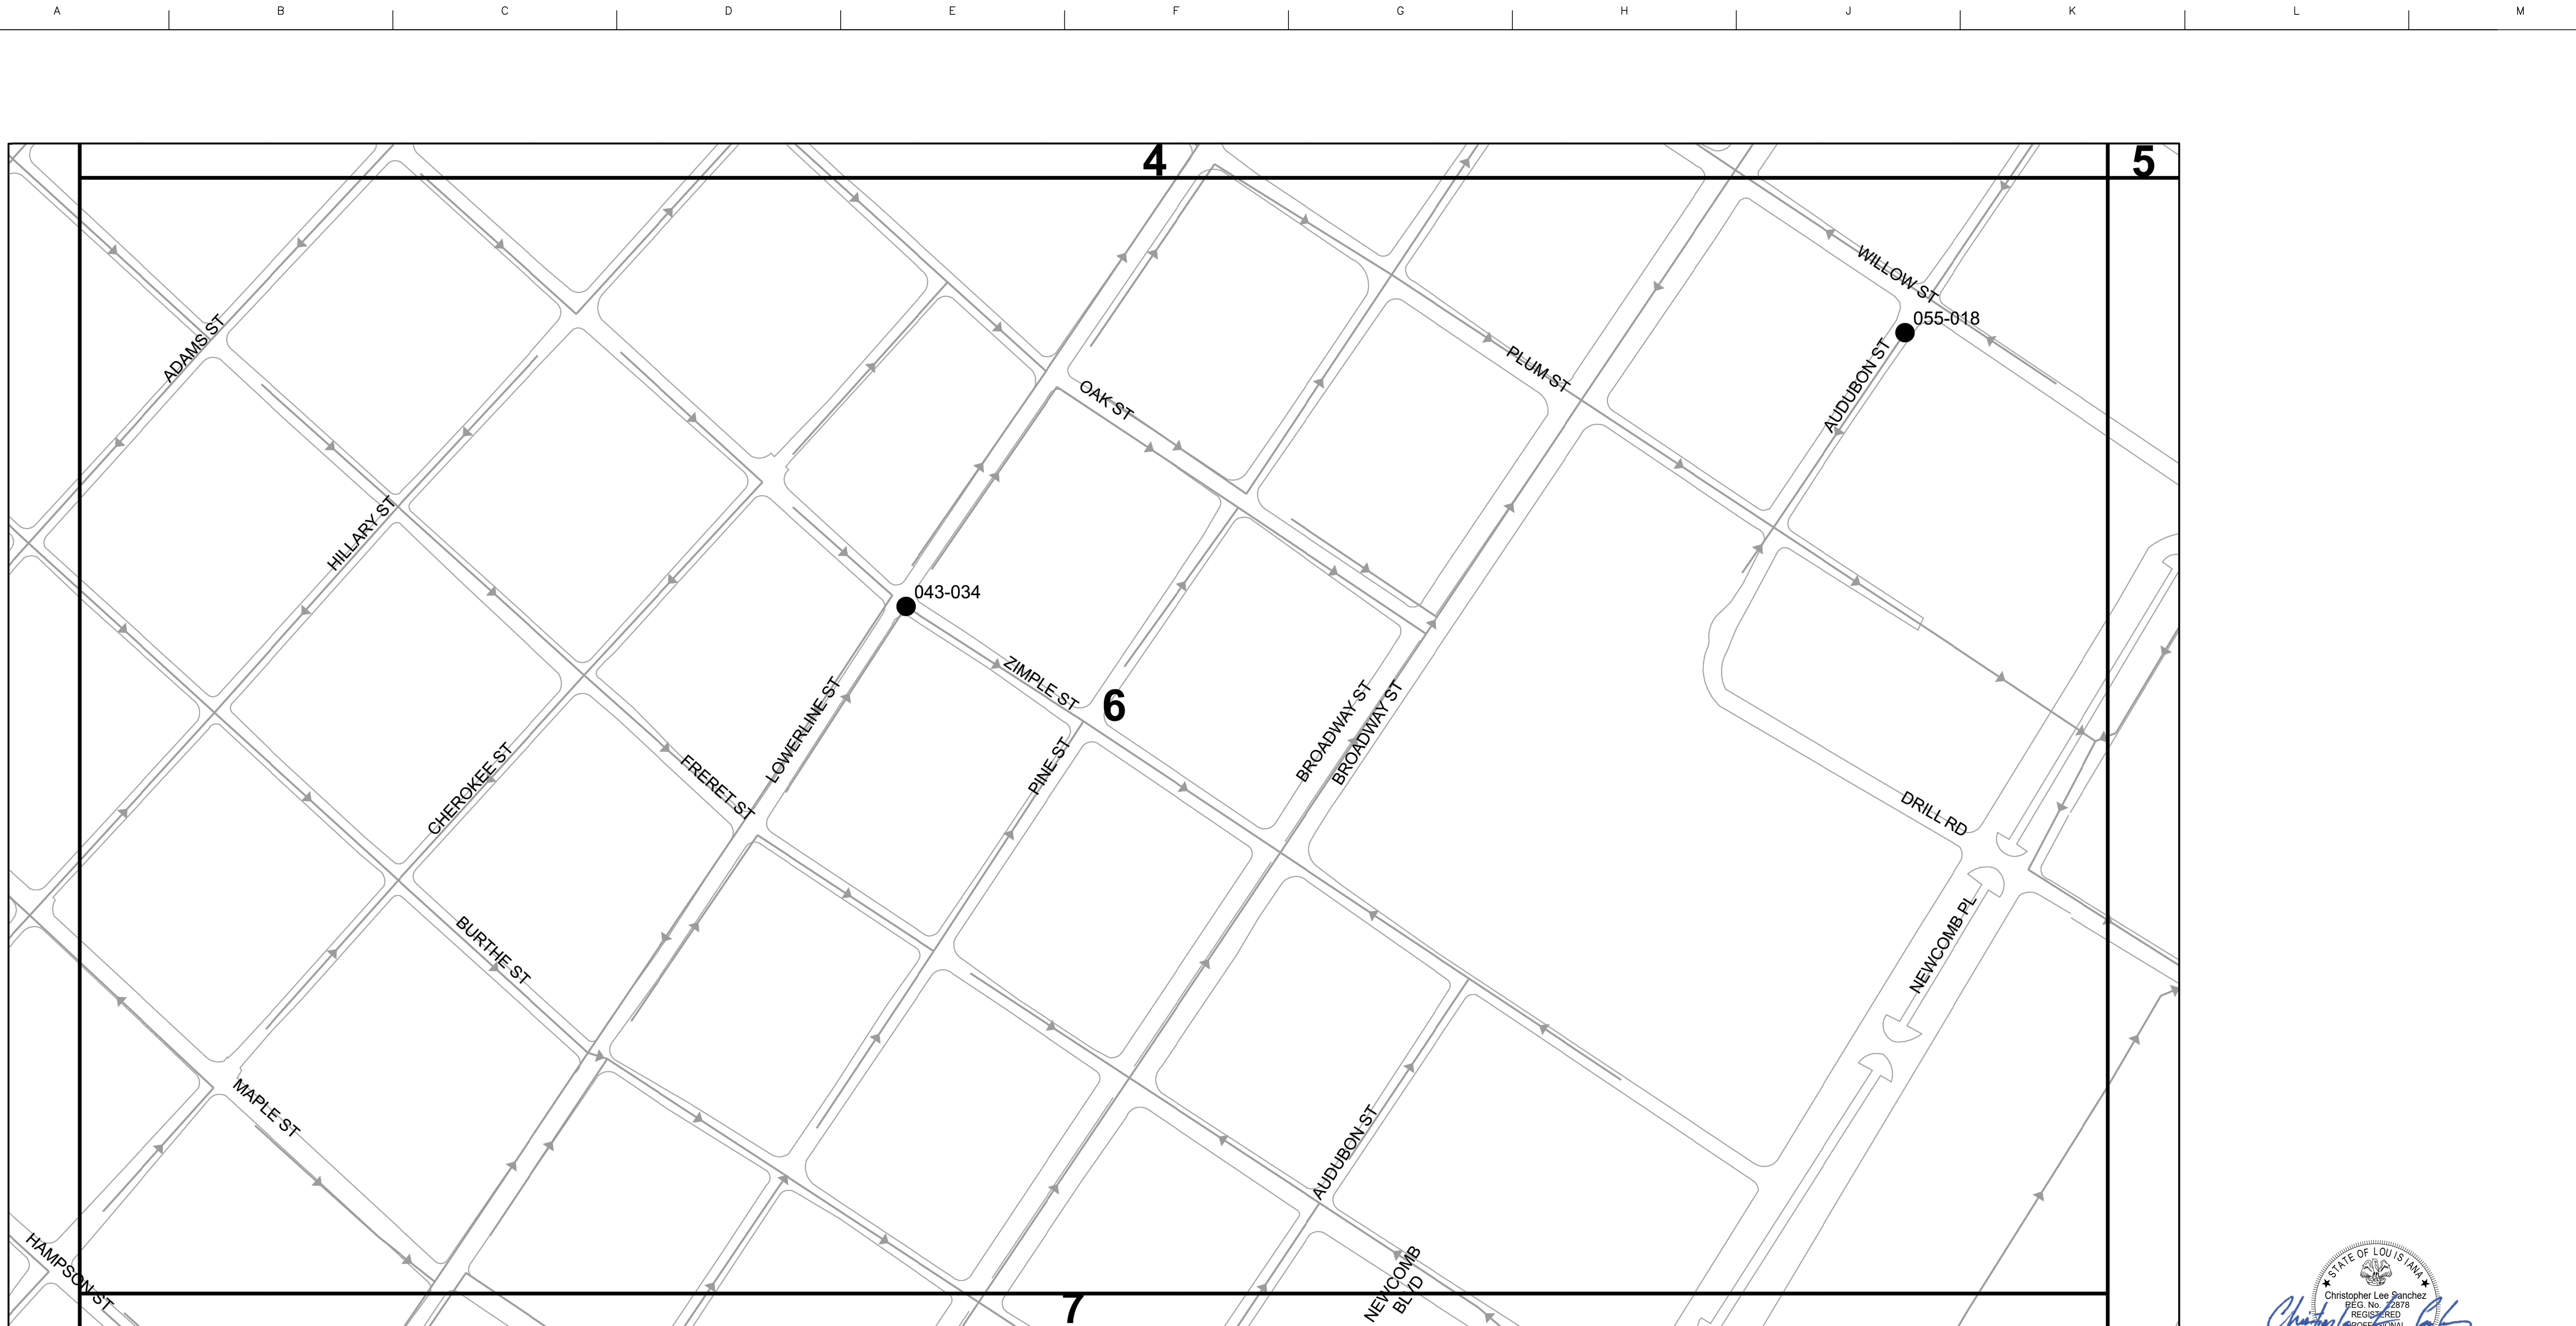 A B C D E F G H J K L M
4
5
WILLOW ST
055-018
ADAMS ST
PLUM ST
AUDUBON ST
OAK ST
HILLARY ST
043-034
ZIMPLE ST
6
LOWERLINE ST
BROADWAY ST
BROADWAY ST
PINE ST
CHEROKEE ST
FRERET ST
DRILL RD
NEWCOMB PL
BURTHE ST
MAPLE ST
AUDUBON ST
HAMPSON ST
NEWCOMB
BLVD
7
STATE OF LOUISIANA
Christopher Lee Sanchez
REG. No. 32878
REGISTERED
PROFESSIONAL